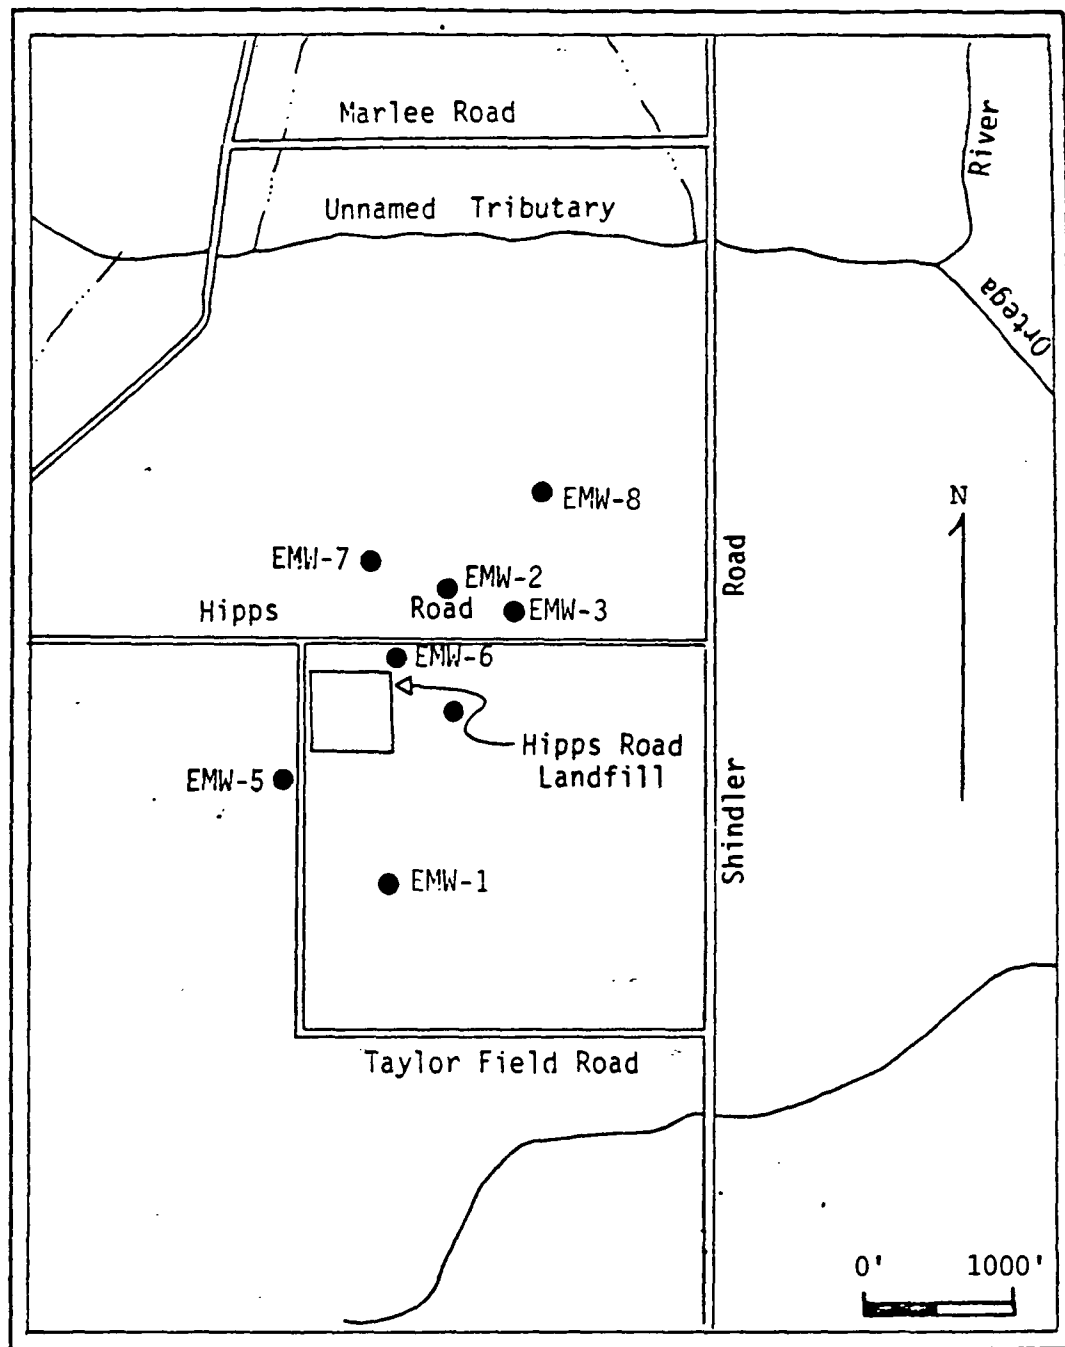 Marlee Road
River
Unnamed Tributary
Ortega
N
EMW-8
EMW-7
EMW-2
Hipps Road
EMW-3
Road
EMW-6
Hipps Road
Landfill
EMW-5
Shindler
EMW-1
Taylor Field Road
0' 1000'